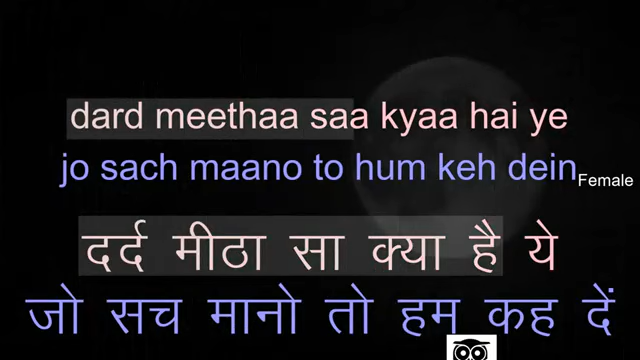 dard meethaa saa kyaa hai ye
jo sach maano to hum keh dein
Female
दर्द मीठा सा क्या है ये
जो सच मानो तो हम कह दें